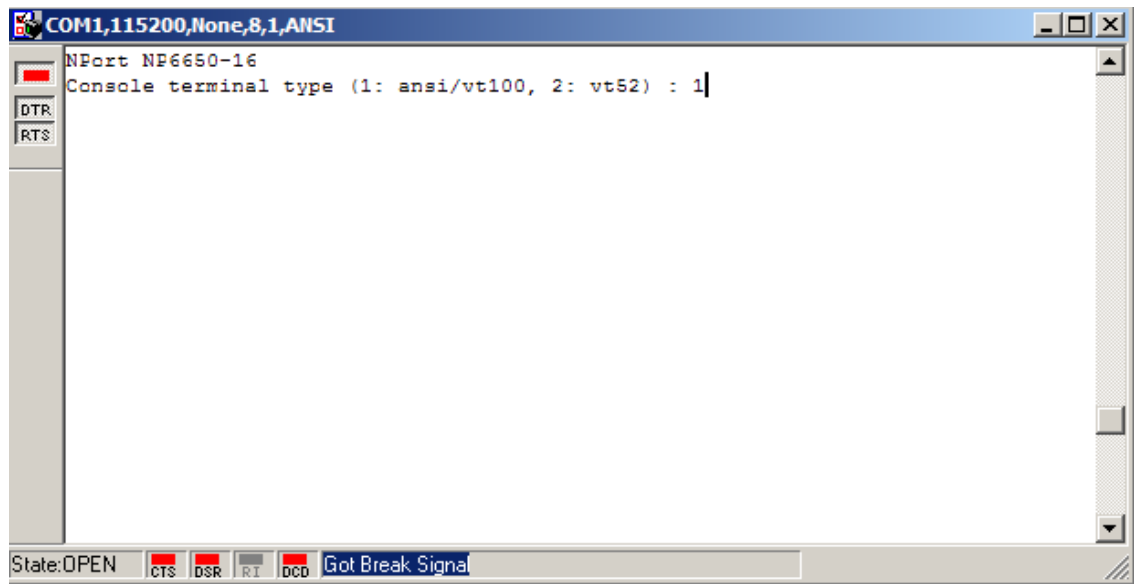 COM1,115200,None,8,1,ANSI
NPort NP6650-16
Console terminal type (1: ansi/vt100, 2: vt52) : 1
DTR
RTS
State:OPEN CTS DSR RI DCD Got Break Signal